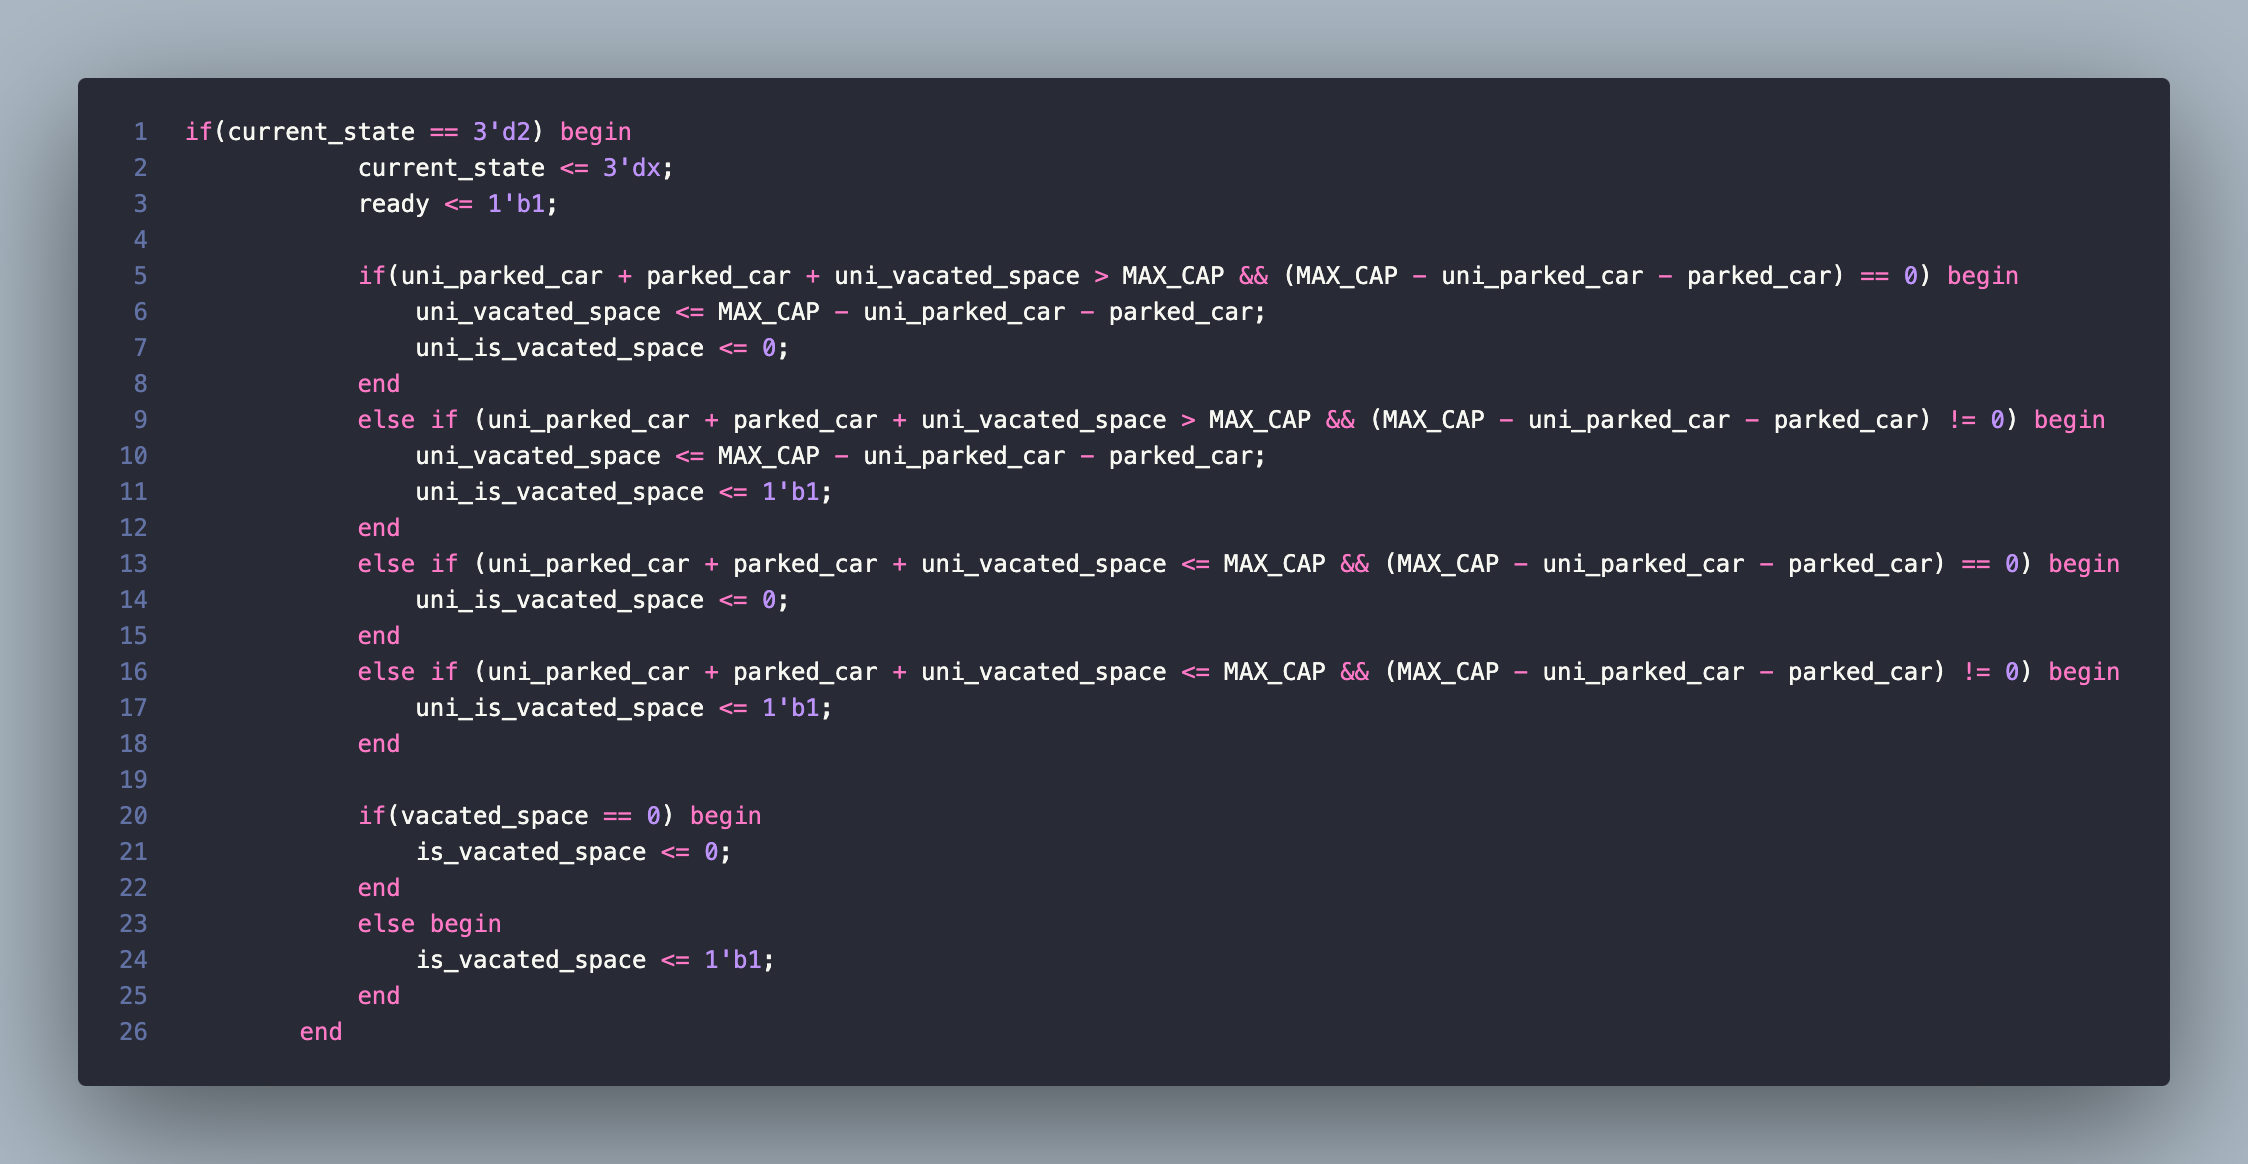 1 if(current_state == 3'd2) begin
2             current_state <= 3'dx;
3             ready <= 1'b1;
4
5             if(uni_parked_car + parked_car + uni_vacated_space > MAX_CAP && (MAX_CAP - uni_parked_car - parked_car) == 0) begin
6                 uni_vacated_space <= MAX_CAP - uni_parked_car - parked_car;
7                 uni_is_vacated_space <= 0;
8             end
9             else if (uni_parked_car + parked_car + uni_vacated_space > MAX_CAP && (MAX_CAP - uni_parked_car - parked_car) != 0) begin
10                 uni_vacated_space <= MAX_CAP - uni_parked_car - parked_car;
11                 uni_is_vacated_space <= 1'b1;
12             end
13             else if (uni_parked_car + parked_car + uni_vacated_space <= MAX_CAP && (MAX_CAP - uni_parked_car - parked_car) == 0) begin
14                 uni_is_vacated_space <= 0;
15             end
16             else if (uni_parked_car + parked_car + uni_vacated_space <= MAX_CAP && (MAX_CAP - uni_parked_car - parked_car) != 0) begin
17                 uni_is_vacated_space <= 1'b1;
18             end
19
20             if(vacated_space == 0) begin
21                 is_vacated_space <= 0;
22             end
23             else begin
24                 is_vacated_space <= 1'b1;
25             end
26         end